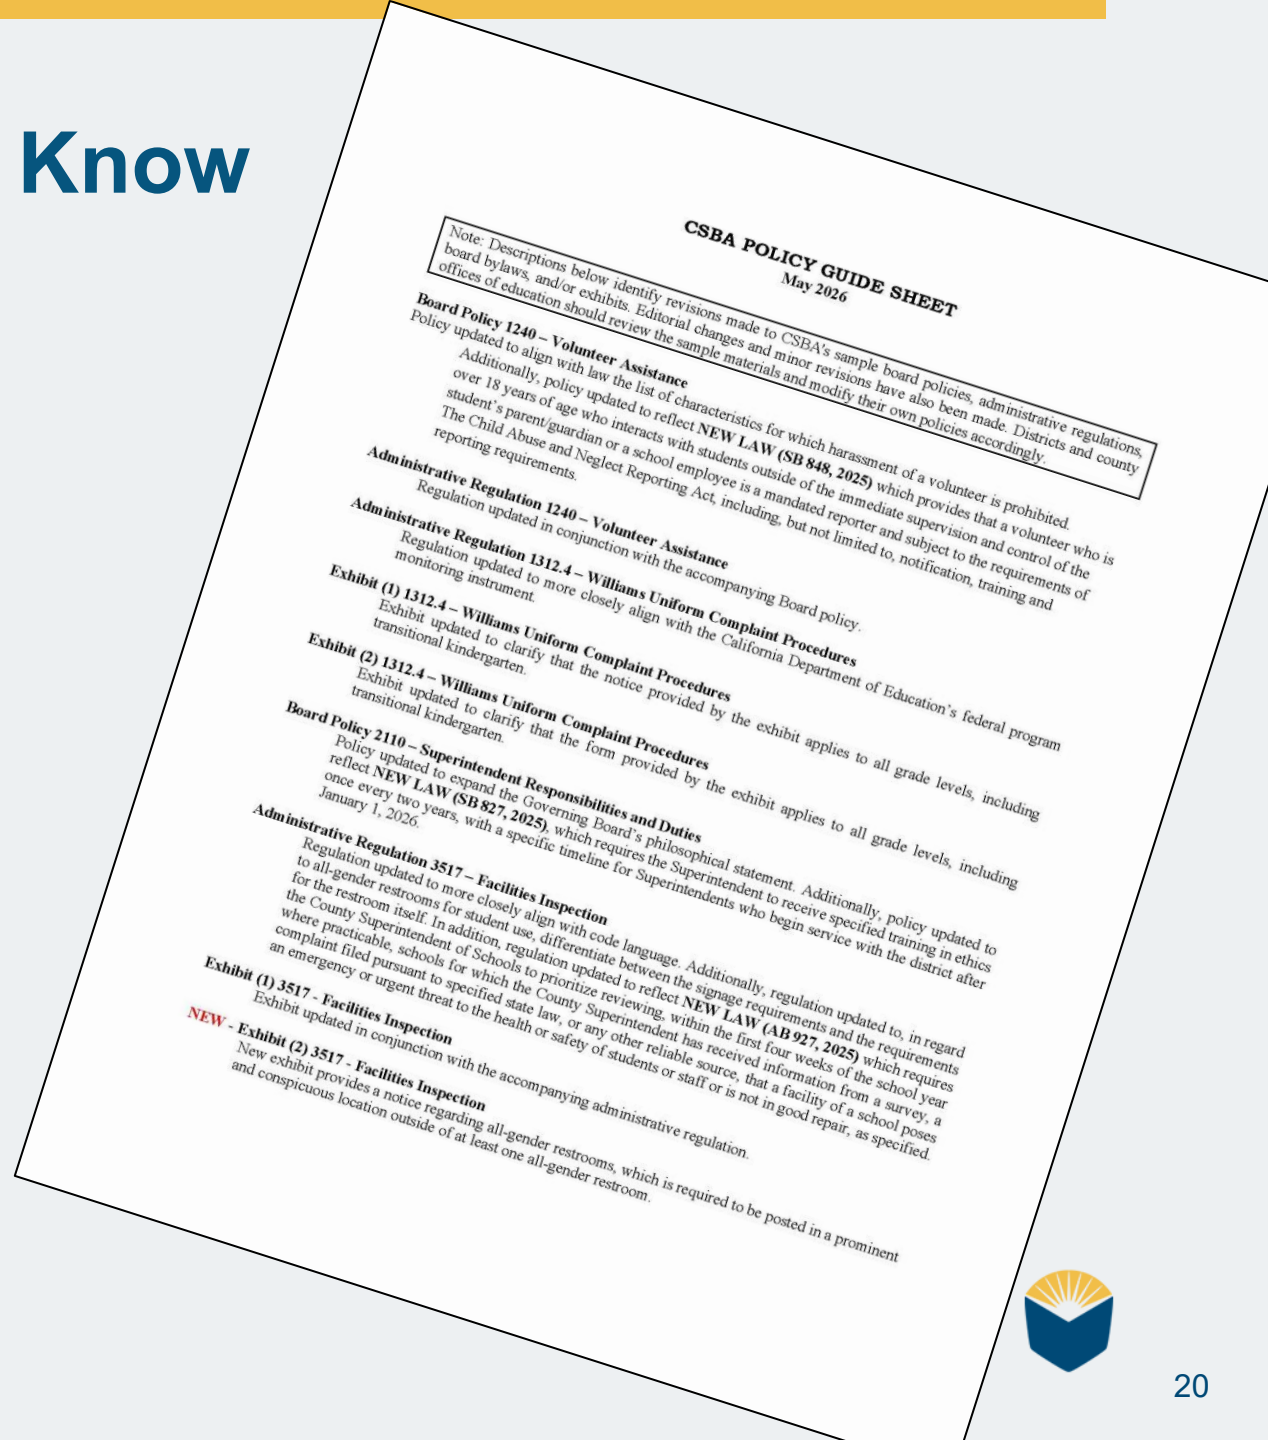 Know
CSBA POLICY GUIDE SHEET
May 2026
Note: Descriptions below identify revisions made to CSBA's sample board policies, administrative regulations,
board bylaws, and/or exhibits. Editorial changes and minor revisions have also been made. Districts and county
offices of education should review the sample materials and modify their own policies accordingly.
Board Policy 1240 – Volunteer Assistance
Policy updated to align with law the list of characteristics for which harassment of a volunteer is prohibited.
Additionally, policy updated to reflect NEW LAW (SB 848, 2025) which provides that a volunteer who is
over 18 years of age who interacts with students outside of the immediate supervision and control of the
student's parent/guardian or a school employee is a mandated reporter and subject to the requirements of
The Child Abuse and Neglect Reporting Act, including, but not limited to, notification, training and
reporting requirements.
Administrative Regulation 1240 – Volunteer Assistance
Regulation updated in conjunction with the accompanying Board policy.
Administrative Regulation 1312.4 – Williams Uniform Complaint Procedures
Regulation updated to more closely align with the California Department of Education's federal program
monitoring instrument.
Exhibit (1) 1312.4 – Williams Uniform Complaint Procedures
Exhibit updated to clarify that the notice provided by the exhibit applies to all grade levels, including
transitional kindergarten.
Exhibit (2) 1312.4 – Williams Uniform Complaint Procedures
Exhibit updated to clarify that the form provided by the exhibit applies to all grade levels, including
transitional kindergarten.
Board Policy 2110 – Superintendent Responsibilities and Duties
Policy updated to expand the Governing Board's philosophical statement. Additionally, policy updated to
reflect NEW LAW (SB 827, 2025), which requires the Superintendent to receive specified training in ethics
once every two years, with a specific timeline for Superintendents who begin service with the district after
January 1, 2026.
Administrative Regulation 3517 – Facilities Inspection
Regulation updated to more closely align with code language. Additionally, regulation updated to, in regard
to all-gender restrooms for student use, differentiate between the signage requirements and the requirements
for the restroom itself. In addition, regulation updated to reflect NEW LAW (AB 927, 2025) which requires
the County Superintendent of Schools to prioritize reviewing, within the first four weeks of the school year
where practicable, schools for which the County Superintendent has received information from a survey, a
complaint filed pursuant to specified state law, or any other reliable source, that a facility of a school poses
an emergency or urgent threat to the health or safety of students or staff or is not in good repair, as specified.
Exhibit (1) 3517 - Facilities Inspection
Exhibit updated in conjunction with the accompanying administrative regulation.
NEW - Exhibit (2) 3517 - Facilities Inspection
New exhibit provides a notice regarding all-gender restrooms, which is required to be posted in a prominent
and conspicuous location outside of at least one all-gender restroom.
20